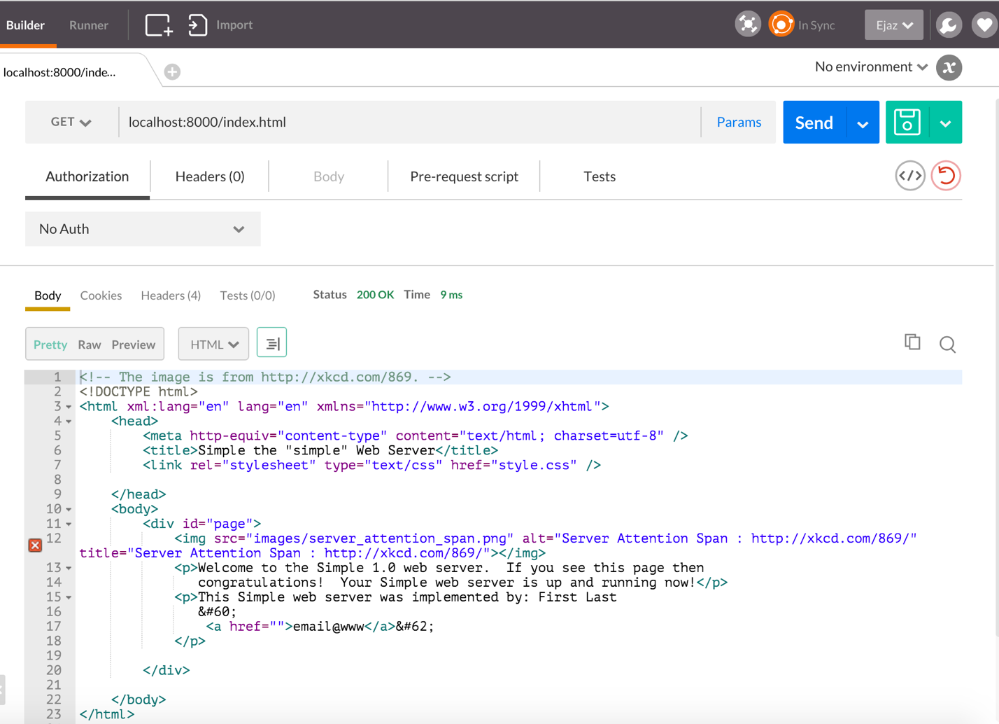 Builder Runner Import In Sync Ejaz
localhost:8000/inde... No environment x
GET localhost:8000/index.html Params Send
Authorization Headers (0) Body Pre-request script Tests </>
No Auth
Body Cookies Headers (4) Tests (0/0) Status 200 OK Time 9 ms
Pretty Raw Preview HTML
1 <!-- The image is from http://xkcd.com/869. -->
2 <!DOCTYPE html>
3 <html xml:lang="en" lang="en" xmlns="http://www.w3.org/1999/xhtml">
4 <head>
5 <meta http-equiv="content-type" content="text/html; charset=utf-8" />
6 <title>Simple the "simple" Web Server</title>
7 <link rel="stylesheet" type="text/css" href="style.css" />
8
9 </head>
10 <body>
11 <div id="page">
12 <img src="images/server_attention_span.png" alt="Server Attention Span : http://xkcd.com/869/"
title="Server Attention Span : http://xkcd.com/869/"></img>
13 <p>Welcome to the Simple 1.0 web server.  If you see this page then
14 congratulations!  Your Simple web server is up and running now!</p>
15 <p>This Simple web server was implemented by: First Last
16 &#60;
17 <a href="">email@www</a>&#62;
18 </p>
19
20 </div>
21
22 </body>
23 </html>